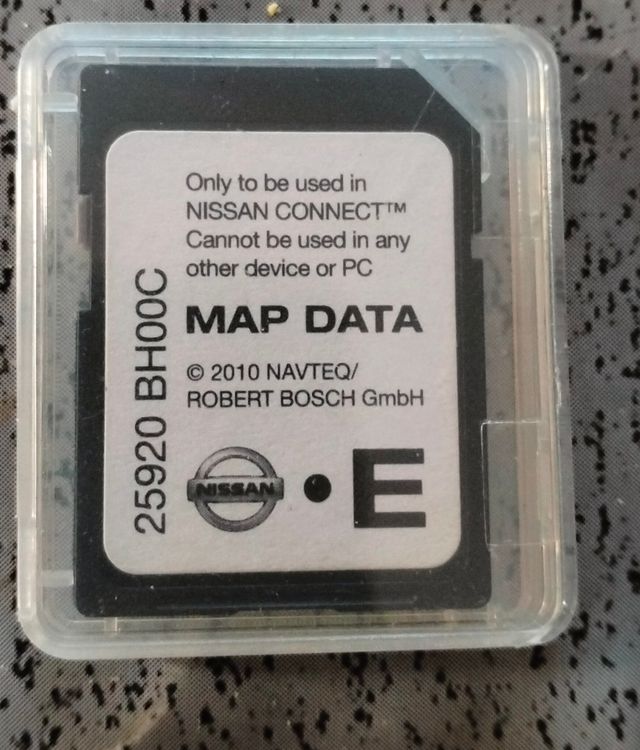 Only to be used in
NISSAN CONNECT™
Cannot be used in any
other device or PC
MAP DATA
© 2010 NAVTEQ/
ROBERT BOSCH GmbH
NISSAN
E
25920 BH00C